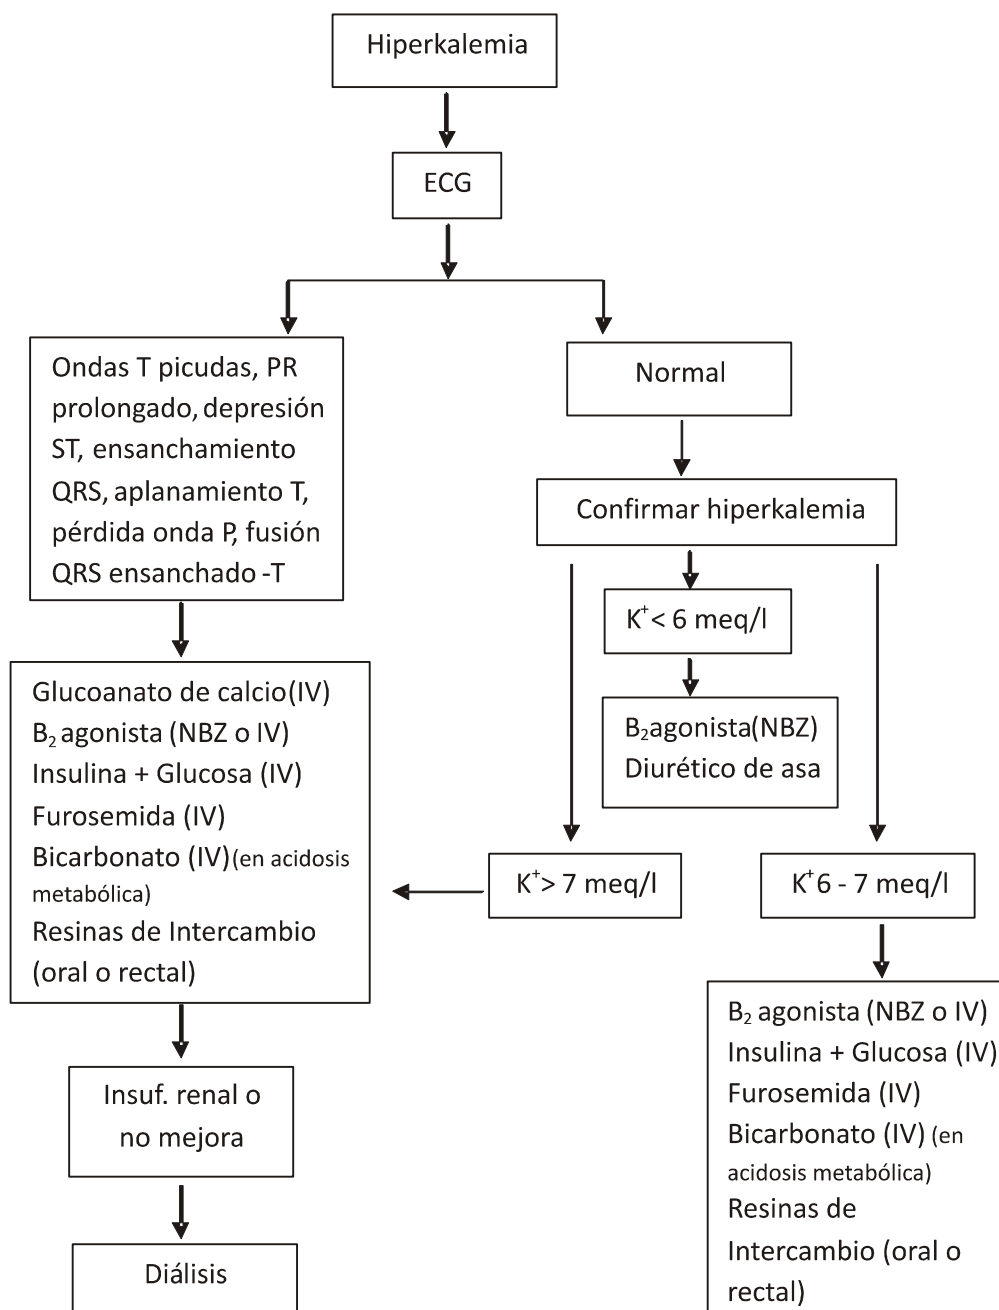 Hiperkalemia
ECG
Ondas T picudas, PR
prolongado, depresión
ST, ensanchamiento
QRS, aplanamiento T,
pérdida onda P, fusión
QRS ensanchado -T
Normal
Confirmar hiperkalemia
K+ < 6 meq/l
B2 agonista(NBZ)
Diurético de asa
Glucoanato de calcio(IV)
B2 agonista (NBZ o IV)
Insulina + Glucosa (IV)
Furosemida (IV)
Bicarbonato (IV) (en acidosis
metabólica)
Resinas de Intercambio
(oral o rectal)
K+ > 7 meq/l
K+ 6 - 7 meq/l
B2 agonista (NBZ o IV)
Insulina + Glucosa (IV)
Furosemida (IV)
Bicarbonato (IV) (en
acidosis metabólica)
Resinas de
Intercambio (oral o
rectal)
Insuf. renal o
no mejora
Diálisis